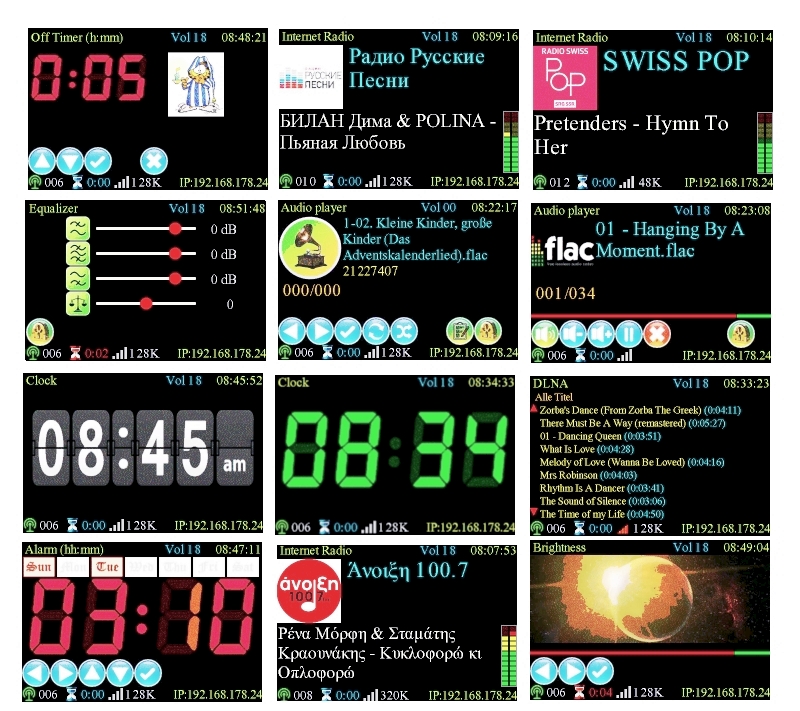 Off Timer (h:mm) Vol 18 08:48:21
0:05
006 0:00 128K IP:192.168.178.24
Internet Radio 08:09:16
Радио Русские
Песни
РУССКИЕ
ПЕСНИ
БИЛАН Дима & POLINA -
Пьяная Любовь
010 0:00 128K IP:192.168.178.24
Internet Radio Vol 18 08:10:14
RADIO SWISS
POP
SWISS POP
Pretenders - Hymn To
Her
012 0:00 48K IP:192.168.178.24
Equalizer Vol 18 08:51:48
0 dB
0 dB
0 dB
0
006 0:02 128K IP:192.168.178.24
Audio player Vol 00 08:22:17
1-02. Kleine Kinder, große
Kinder (Das
Adventskalenderlied).flac
21227407
000/000
006 0:00 128K IP:192.168.178.24
Audio player Vol 18 08:23:08
flac
01 - Hanging By A
Moment.flac
001/034
006 0:00 IP:192.168.178.24
Clock Vol 18 08:45:52
08:45 am
006 0:00 128K IP:192.168.178.24
Clock Vol 18 08:34:33
08:34
006 0:00 128K IP:192.168.178.24
DLNA Vol 18 08:33:23
Alle Titel
Zorba's Dance (From Zorba The Greek) (0:04:11)
There Must Be A Way (remastered) (0:05:27)
01 - Dancing Queen (0:03:51)
What Is Love (0:04:28)
Melody of Love (Wanna Be Loved) (0:04:16)
Mrs Robinson (0:04:03)
Rhythm Is A Dancer (0:03:41)
The Sound of Silence (0:03:06)
The Time of my Life (0:04:50)
006 0:00 128K IP:192.168.178.24
Alarm (hh:mm) Vol 18 08:47:11
Sun Mon Tue Wed Thu Fri Sat
03:10
006 0:00 128K IP:192.168.178.24
Internet Radio Vol 18 08:07:53
άνοιξη
100.7
Άνοιξη 100.7
Ρένα Μόρφη & Σταμάτης
Κραουνάκης - Κυκλοφορώ κι
Οπλοφορώ
008 0:00 320K IP:192.168.178.24
Brightness Vol 18 08:49:04
006 0:04 128K IP:192.168.178.24